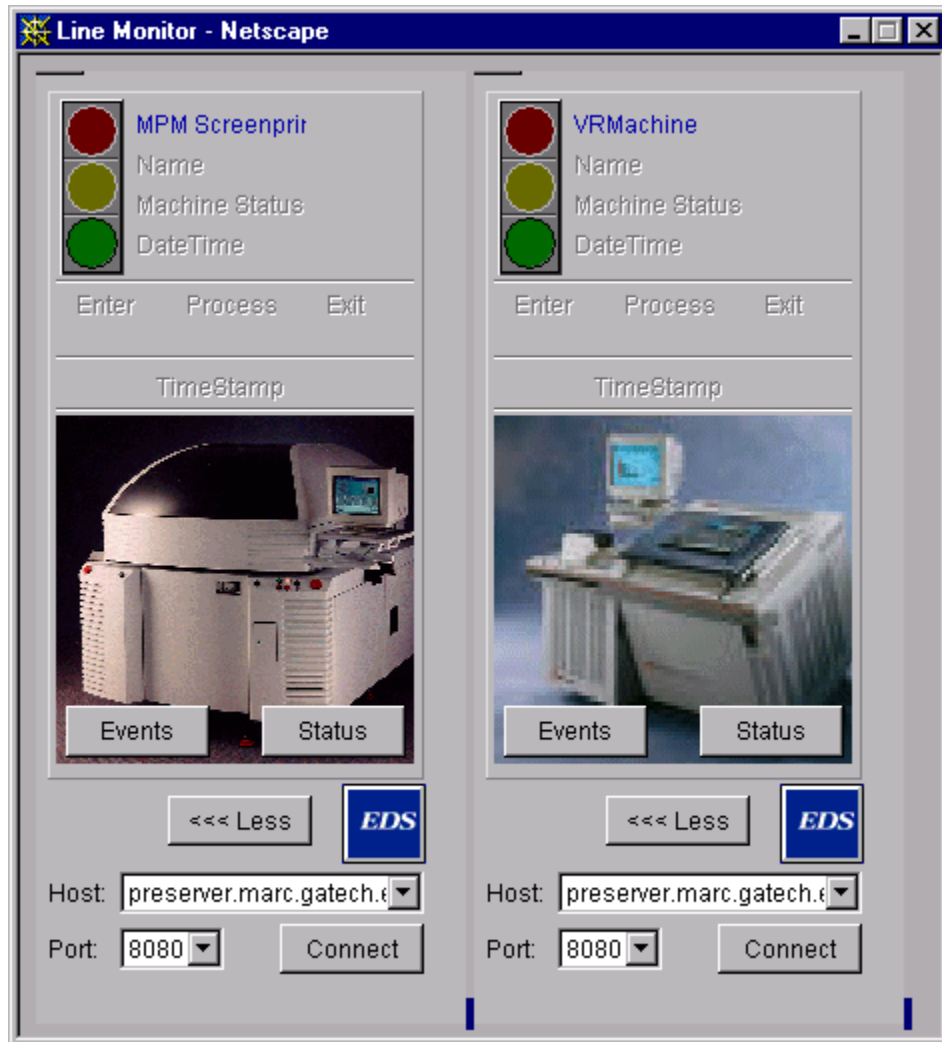 Line Monitor - Netscape
MPM Screenprir
Name
Machine Status
DateTime
Enter Process Exit
TimeStamp
Events Status
<<< Less
EDS
Host: preserver.marc.gatech.e
Port: 8080 Connect
VRMachine
Name
Machine Status
DateTime
Enter Process Exit
TimeStamp
Events Status
<<< Less
EDS
Host: preserver.marc.gatech.e
Port: 8080 Connect